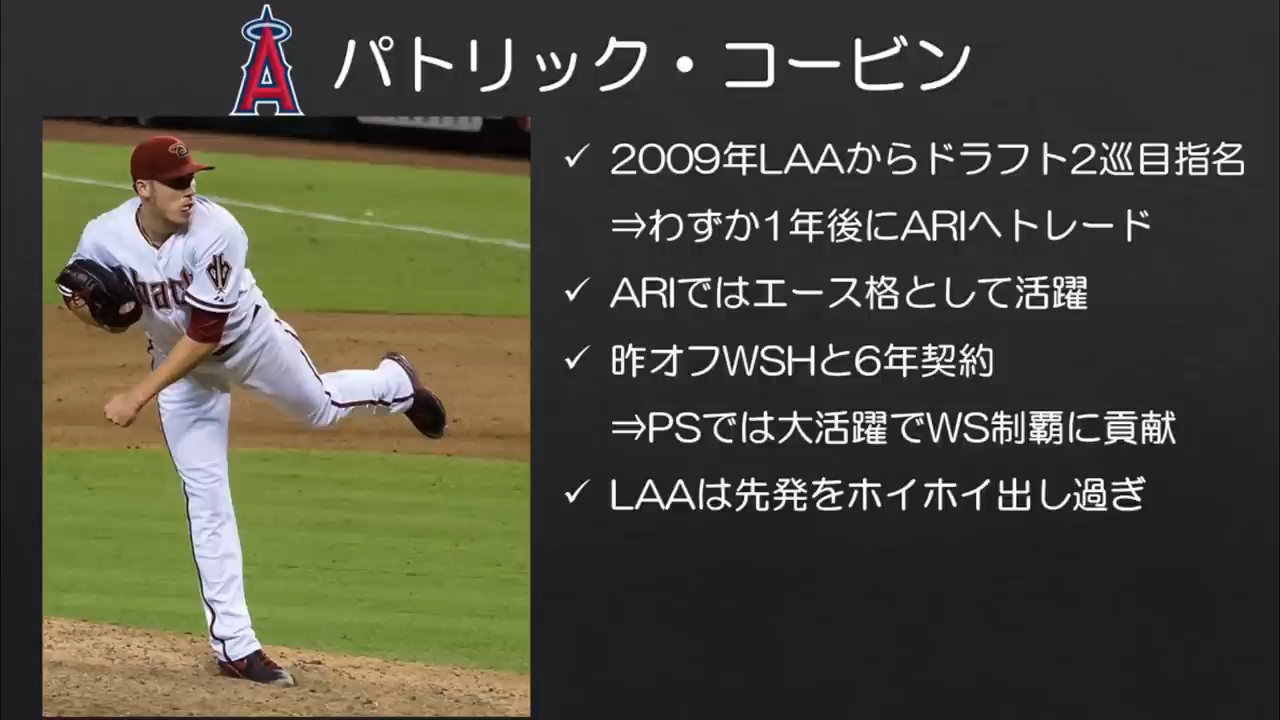 パトリック・コービン
✓ 2009年LAAからドラフト2巡目指名
⇒わずか1年後にARIへトレード
✓ ARIではエース格として活躍
✓ 昨オフWSHと6年契約
⇒PSでは大活躍でWS制覇に貢献
✓ LAAは先発をホイホイ出し過ぎ